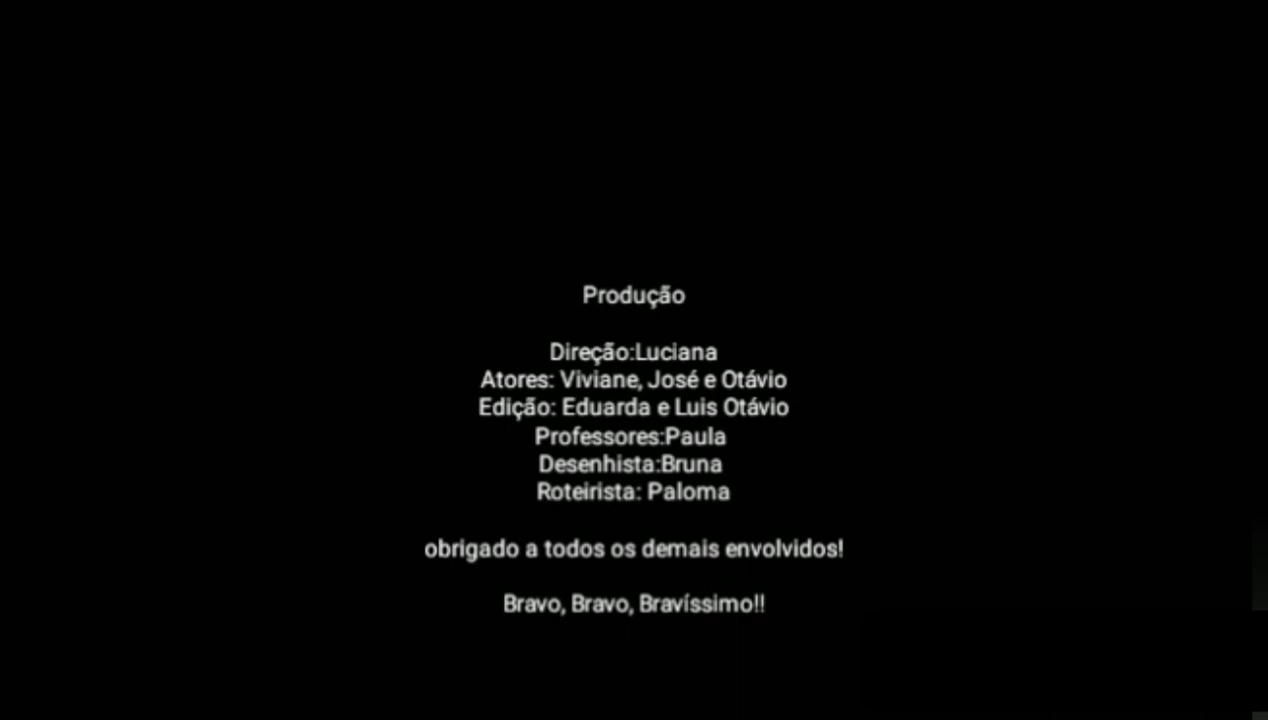 Produção
Direção:Luciana
Atores: Viviane, José e Otávio
Edição: Eduarda e Luis Otávio
Professores:Paula
Desenhista:Bruna
Roteirista: Paloma
obrigado a todos os demais envolvidos!
Bravo, Bravo, Bravíssimo!!